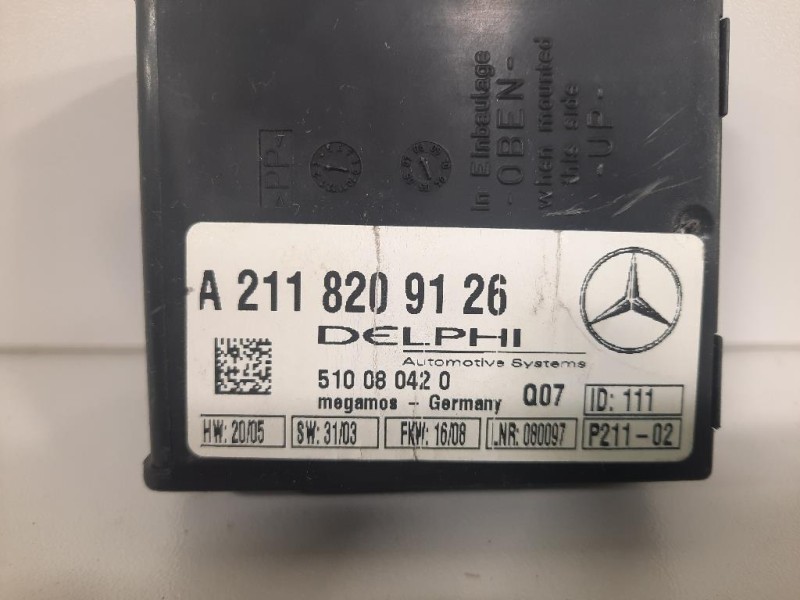 In Einbaulage
- OBEN -
when mounted
this side
- UP -
>PP<
A 211 820 91 26
DELPHI
Automotive Systems
510 08 042 0
megamos - Germany
Q07
ID: 111
HW: 20/05
SW: 31/03
FKW: 16/08
LNR: 080097
P211-02